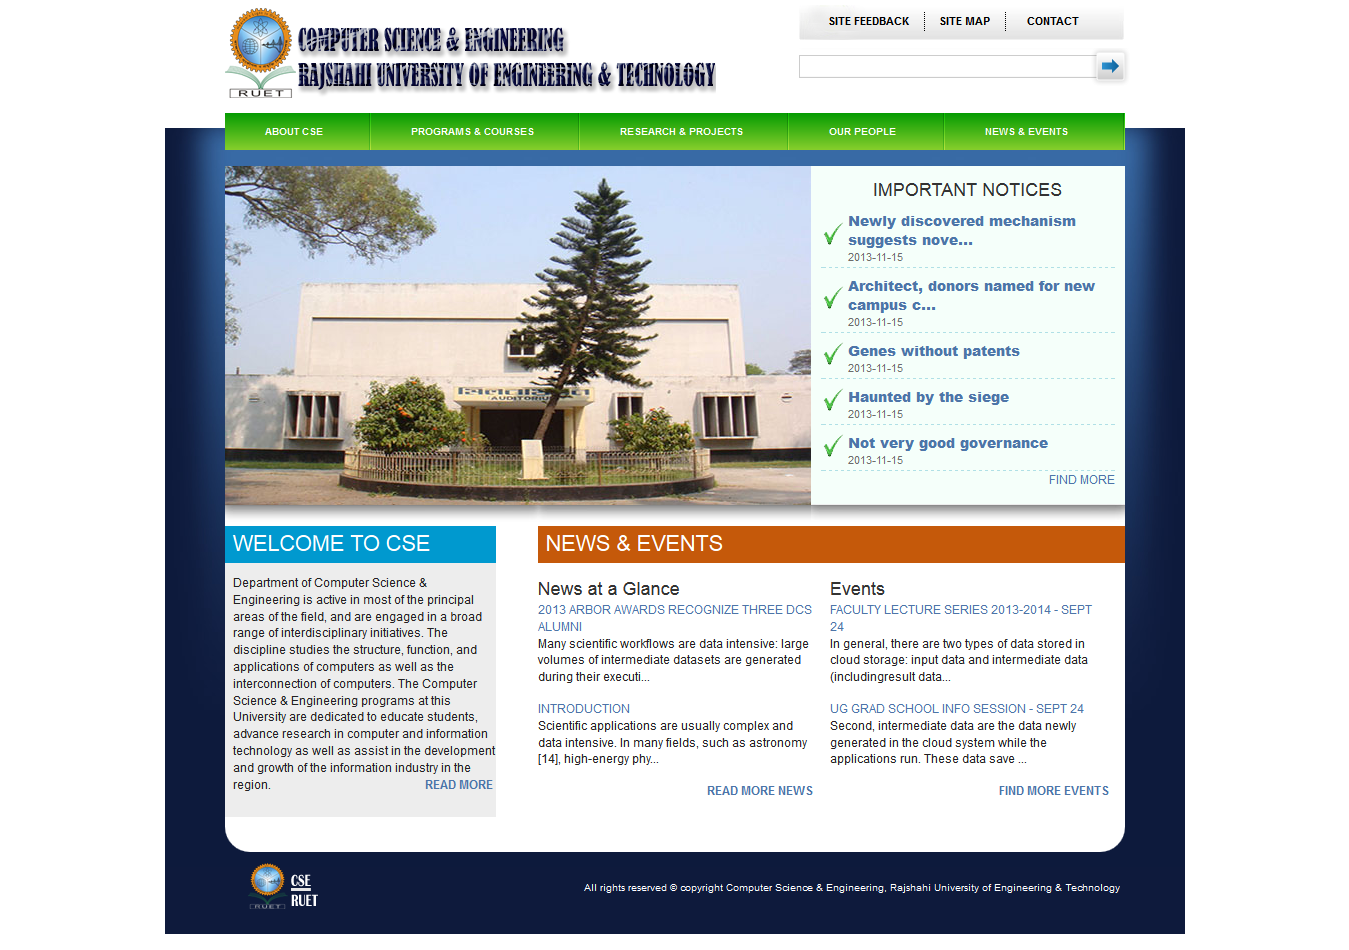 COMPUTER SCIENCE & ENGINEERING
RAJSHAHI UNIVERSITY OF ENGINEERING & TECHNOLOGY
RUET
SITE FEEDBACK
SITE MAP
CONTACT
ABOUT CSE
PROGRAMS & COURSES
RESEARCH & PROJECTS
OUR PEOPLE
NEWS & EVENTS
AUDITORIUM
IMPORTANT NOTICES
Newly discovered mechanism
suggests nove...
2013-11-15
Architect, donors named for new
campus c...
2013-11-15
Genes without patents
2013-11-15
Haunted by the siege
2013-11-15
Not very good governance
2013-11-15
FIND MORE
WELCOME TO CSE
Department of Computer Science &
Engineering is active in most of the principal
areas of the field, and are engaged in a broad
range of interdisciplinary initiatives. The
discipline studies the structure, function, and
applications of computers as well as the
interconnection of computers. The Computer
Science & Engineering programs at this
University are dedicated to educate students,
advance research in computer and information
technology as well as assist in the development
and growth of the information industry in the
region.
READ MORE
NEWS & EVENTS
News at a Glance
2013 ARBOR AWARDS RECOGNIZE THREE DCS
ALUMNI
Many scientific workflows are data intensive: large
volumes of intermediate datasets are generated
during their executi...
INTRODUCTION
Scientific applications are usually complex and
data intensive. In many fields, such as astronomy
[14], high-energy phy...
READ MORE NEWS
Events
FACULTY LECTURE SERIES 2013-2014 - SEPT
24
In general, there are two types of data stored in
cloud storage: input data and intermediate data
(includingresult data...
UG GRAD SCHOOL INFO SESSION - SEPT 24
Second, intermediate data are the data newly
generated in the cloud system while the
applications run. These data save ...
FIND MORE EVENTS
RUET
CSE
RUET
All rights reserved © copyright Computer Science & Engineering, Rajshahi University of Engineering & Technology